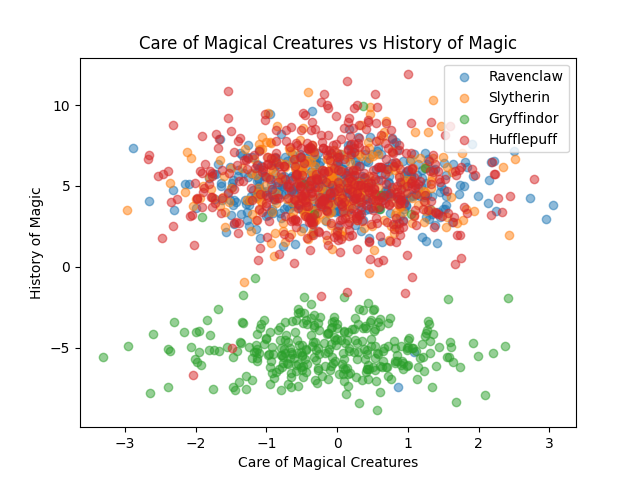 Care of Magical Creatures vs History of Magic
Ravenclaw
Slytherin
Gryffindor
Hufflepuff
10
5
0
−5
History of Magic
−3 −2 −1 0 1 2 3
Care of Magical Creatures